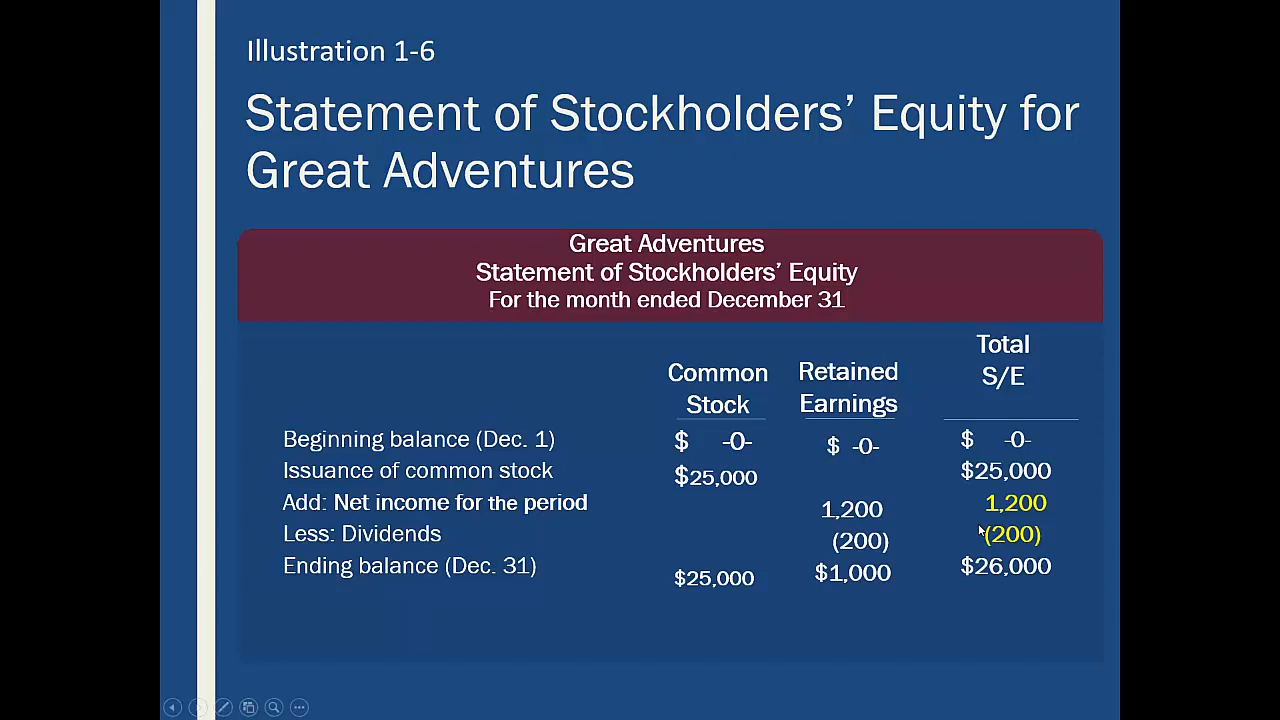 Illustration 1-6
Statement of Stockholders’ Equity for
Great Adventures
Great Adventures
Statement of Stockholders’ Equity
For the month ended December 31
Common Stock Retained Earnings Total S/E
Beginning balance (Dec. 1) $ -0- $ -0- $ -0-
Issuance of common stock $25,000 $25,000
Add: Net income for the period 1,200 1,200
Less: Dividends (200) (200)
Ending balance (Dec. 31) $25,000 $1,000 $26,000